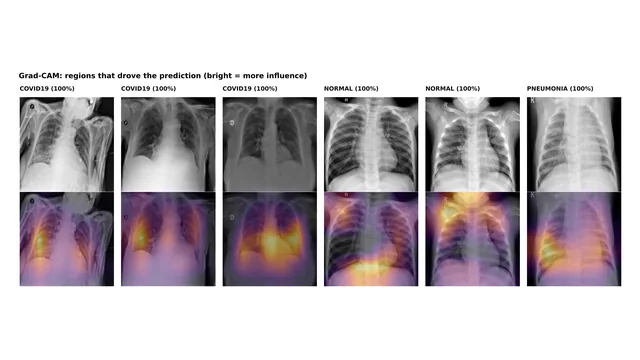 Grad-CAM: regions that drove the prediction (bright = more influence)
COVID19 (100%) COVID19 (100%) COVID19 (100%) NORMAL (100%) NORMAL (100%) PNEUMONIA (100%)